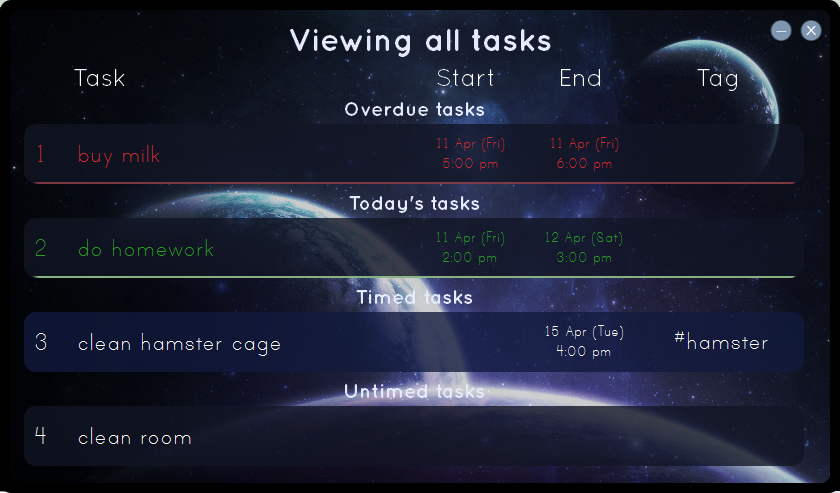 Viewing all tasks
Task Start End Tag
Overdue tasks
1 buy milk 11 Apr (Fri) 5:00 pm 11 Apr (Fri) 6:00 pm
Today's tasks
2 do homework 11 Apr (Fri) 2:00 pm 12 Apr (Sat) 3:00 pm
Timed tasks
3 clean hamster cage 15 Apr (Tue) 4:00 pm #hamster
Untimed tasks
4 clean room